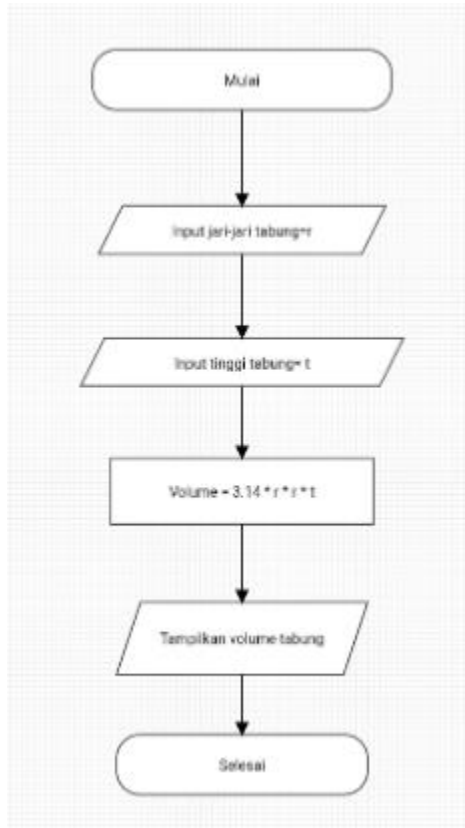 Mulai
Input jari-jari tabung=r
Input tinggi tabung= t
Volume = 3.14 * r * r * t
Tampilkan volume tabung
Selesai